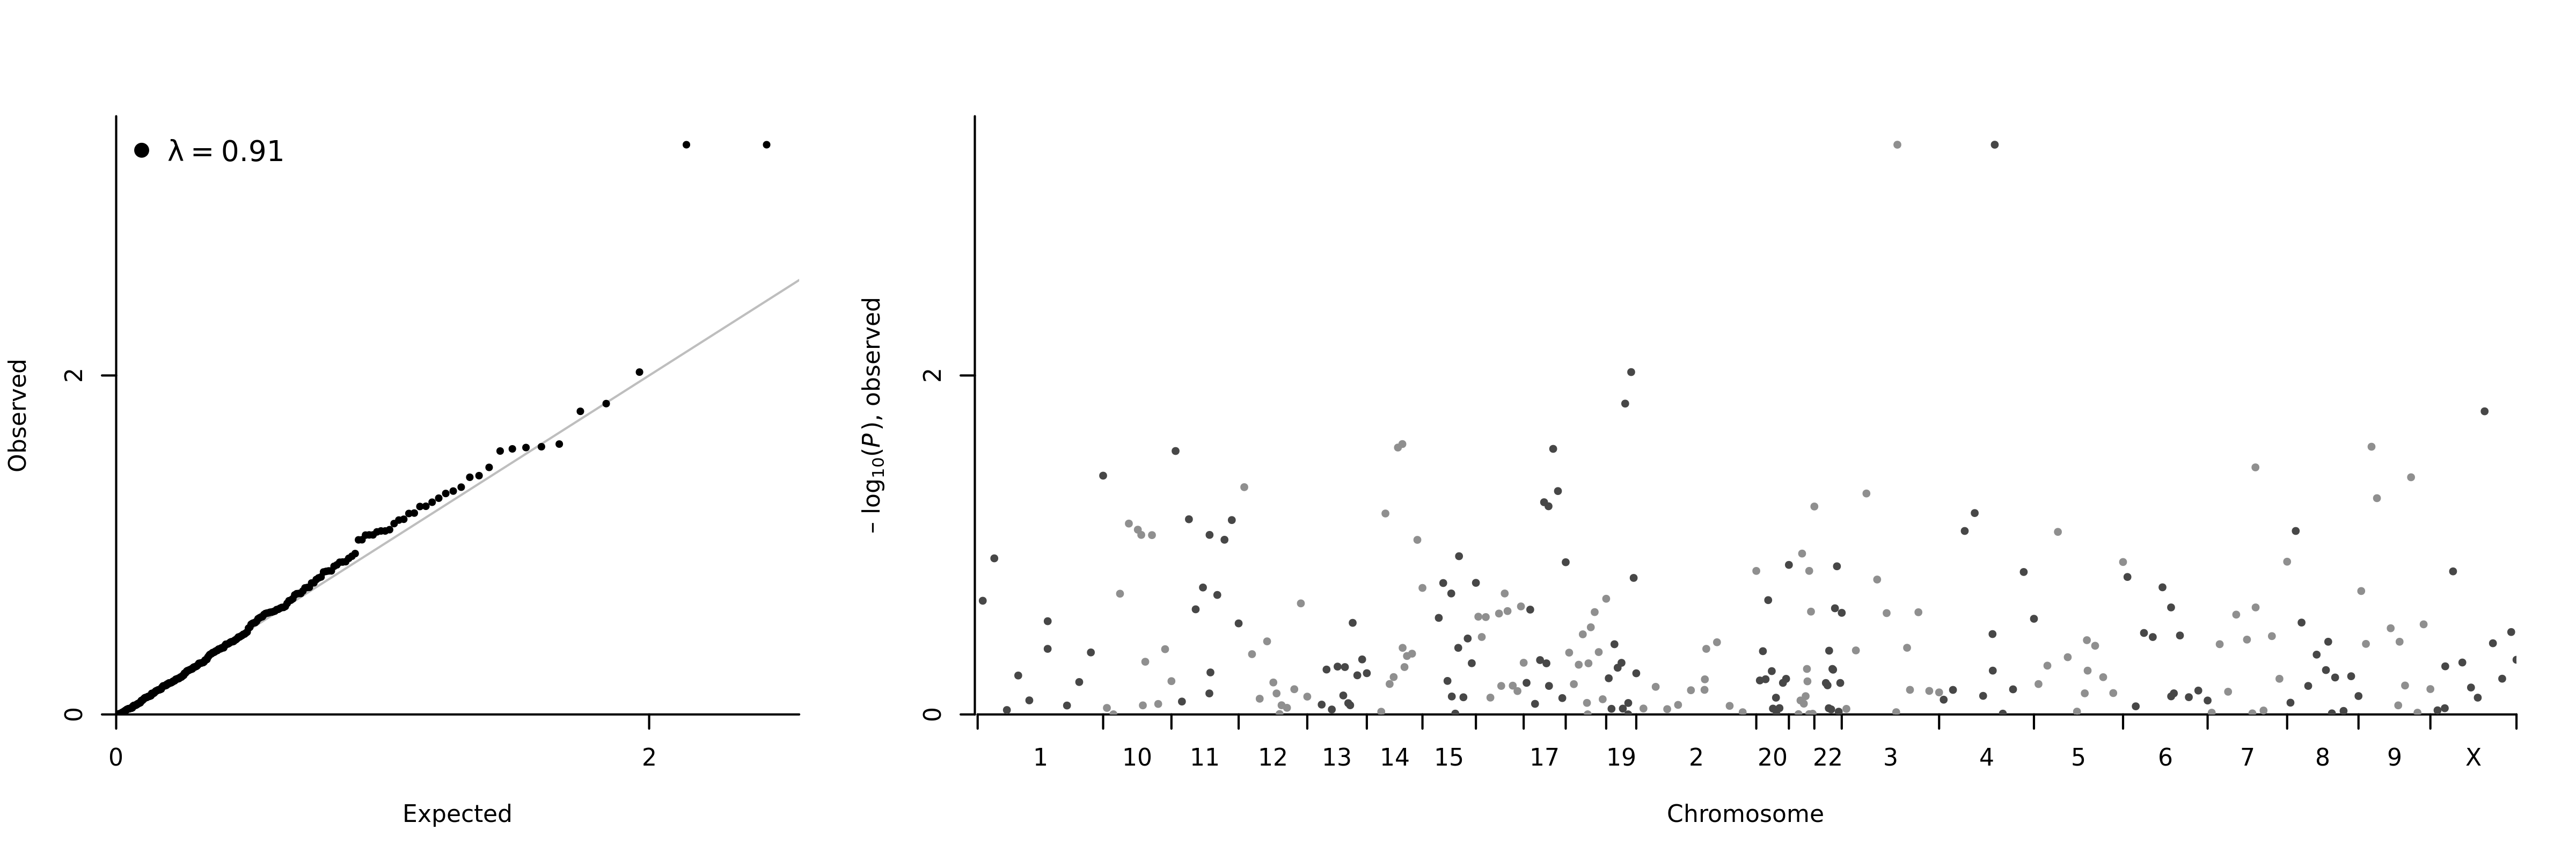 λ = 0.91
Observed
2
0
0
2
Expected
– log10(P), observed
2
0
1 10 11 12 13 14 15 17 19 2 20 22 3 4 5 6 7 8 9 X
Chromosome